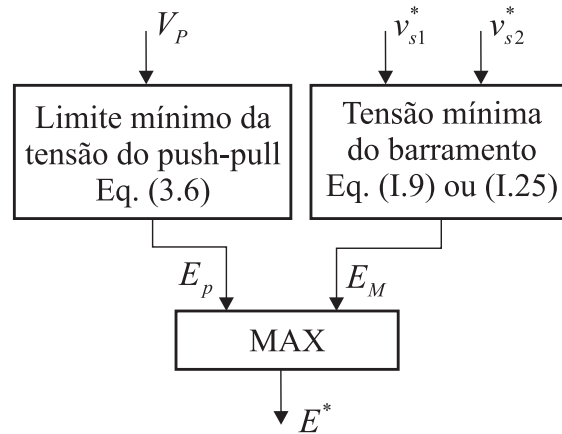 V_P
v*_s1 v*_s2
Limite mínimo da
tensão do push-pull
Eq. (3.6)
Tensão mínima
do barramento
Eq. (I.9) ou (I.25)
E_p
E_M
MAX
E*